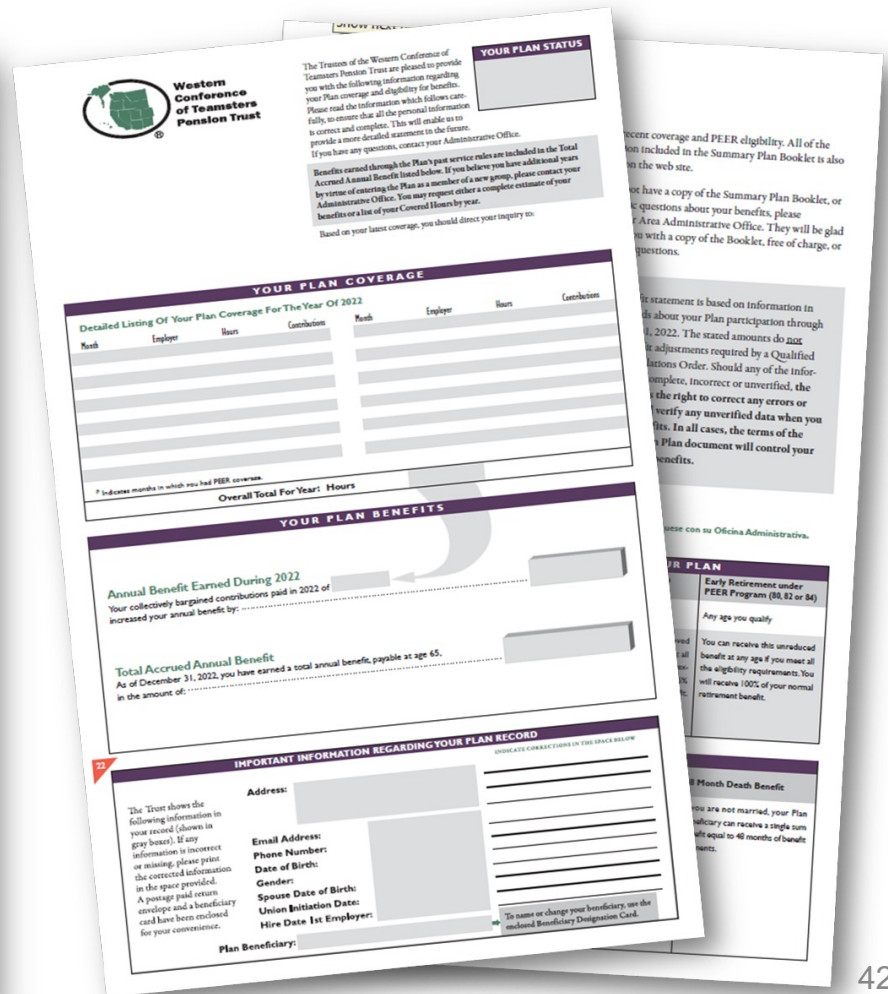 SHOW NEXT
Western
Conference
of Teamsters
Pension Trust
®
The Trustees of the Western Conference of
Teamsters Pension Trust are pleased to provide
you with the following information regarding
your Plan coverage and eligibility for benefits.
Please read the information which follows care-
fully, to ensure that all the personal information
is correct and complete. This will enable us to
provide a more detailed statement in the future.
If you have any questions, contact your Administrative Office.
YOUR PLAN STATUS
Benefits earned through the Plan's past service rules are included in the Total
Accrued Annual Benefit listed below. If you believe you have additional years
by virtue of entering the Plan as a member of a new group, please contact your
Administrative Office. You may request either a complete estimate of your
benefits or a list of your Covered Hours by year.
Based on your latest coverage, you should direct your inquiry to:
YOUR PLAN COVERAGE
Detailed Listing Of Your Plan Coverage For The Year Of 2022
Month Employer Hours Contributions Month Employer Hours Contributions
* Indicates months in which you had PEER coverage.
Overall Total For Year: Hours
YOUR PLAN BENEFITS
Annual Benefit Earned During 2022
Your collectively bargained contributions paid in 2022 of
increased your annual benefit by:
Total Accrued Annual Benefit
As of December 31, 2022, you have earned a total annual benefit, payable at age 65,
in the amount of:
22
IMPORTANT INFORMATION REGARDING YOUR PLAN RECORD
The Trust shows the
following information in
your record (shown in
gray boxes). If any
information is incorrect
or missing, please print
the corrected information
in the space provided.
A postage paid return
envelope and a beneficiary
card have been enclosed
for your convenience.
Address:
Email Address:
Phone Number:
Date of Birth:
Gender:
Spouse Date of Birth:
Union Initiation Date:
Hire Date 1st Employer:
Plan Beneficiary:
INDICATE CORRECTIONS IN THE SPACE BELOW
To name or change your beneficiary, use the
enclosed Beneficiary Designation Card.
recent coverage and PEER eligibility. All of the
on included in the Summary Plan Booklet is also
on the web site.
ot have a copy of the Summary Plan Booklet, or
c questions about your benefits, please
r Area Administrative Office. They will be glad
u with a copy of the Booklet, free of charge, or
questions.
it statement is based on information in
ds about your Plan participation through
1, 2022. The stated amounts do not
it adjustments required by a Qualified
lations Order. Should any of the infor-
omplete, incorrect or unverified, the
s the right to correct any errors or
verify any unverified data when you
fits. In all cases, the terms of the
n Plan document will control your
enefits.
uese con su Oficina Administrativa.
UR PLAN
Early Retirement under
PEER Program (80, 82 or 84)
Any age you qualify
You can receive this unreduced
benefit at any age if you meet all
the eligibility requirements. You
will receive 100% of your normal
retirement benefit.
Month Death Benefit
you are not married, your Plan
eficiary can receive a single sum
efit equal to 48 months of benefit
ments.
42